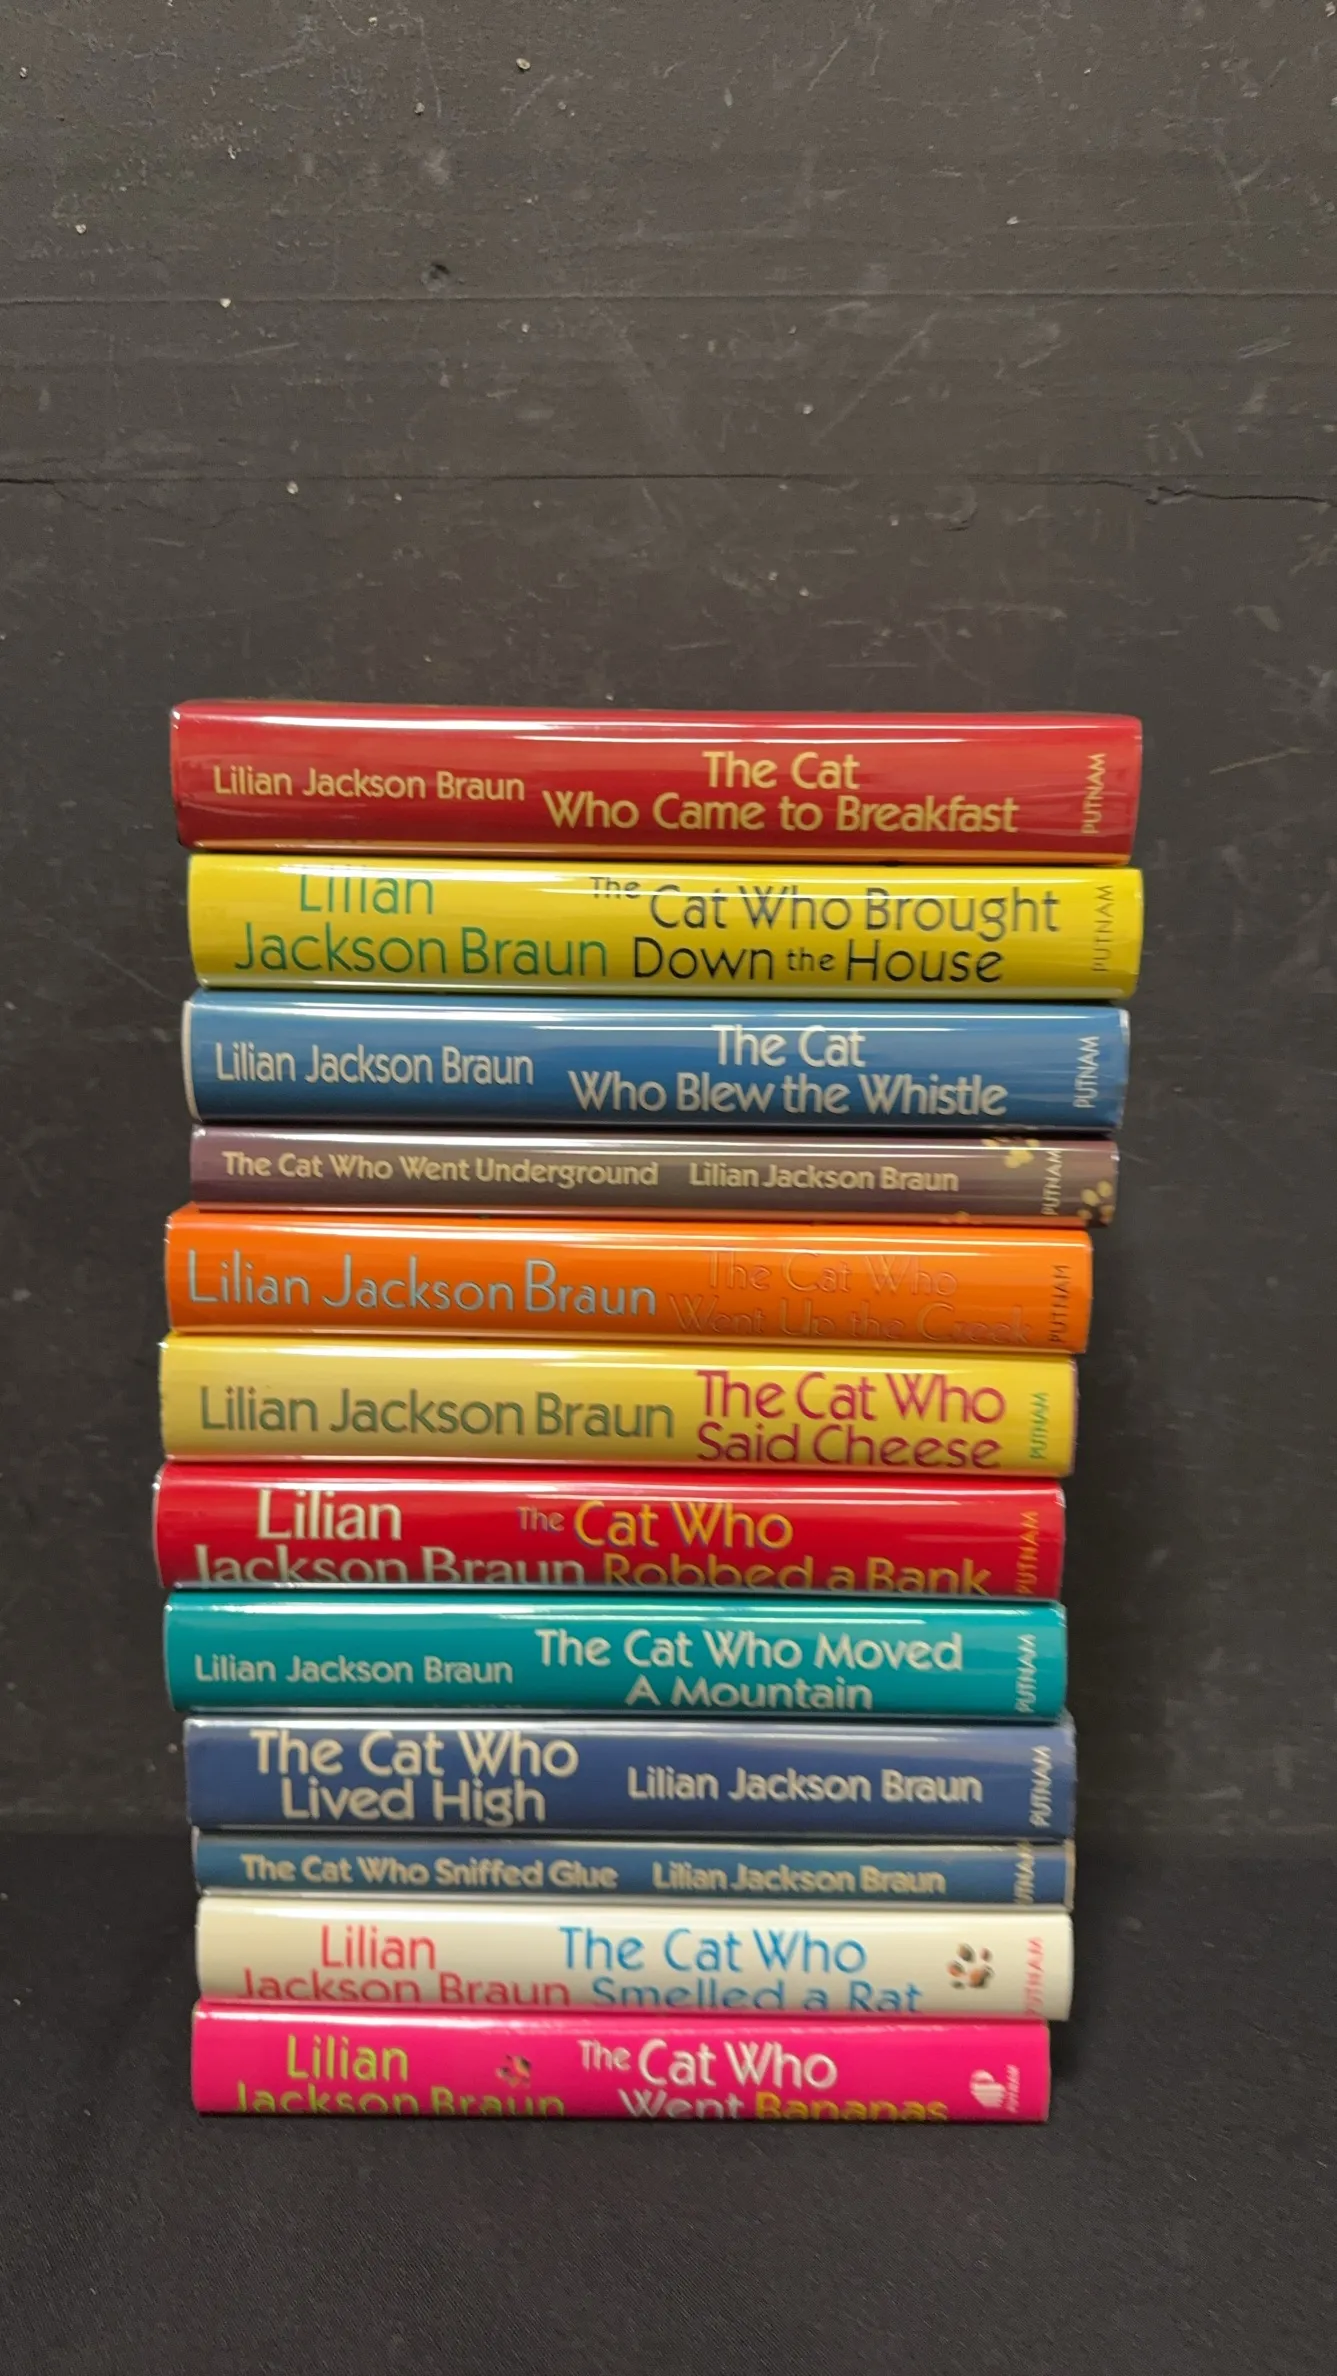 Lilian Jackson Braun
The Cat
Who Came to Breakfast
PUTNAM
Lilian
Jackson Braun
The Cat Who Brought
Down the House
PUTNAM
Lilian Jackson Braun
The Cat
Who Blew the Whistle
PUTNAM
The Cat Who Went Underground
Lilian Jackson Braun
PUTNAM
Lilian Jackson Braun
The Cat Who
Went Up the Creek
PUTNAM
Lilian Jackson Braun
The Cat Who
Said Cheese
PUTNAM
Lilian
Jackson Braun
The Cat Who
Robbed a Bank
PUTNAM
Lilian Jackson Braun
The Cat Who Moved
A Mountain
PUTNAM
The Cat Who
Lived High
Lilian Jackson Braun
PUTNAM
The Cat Who Sniffed Glue
Lilian Jackson Braun
PUTNAM
Lilian
Jackson Braun
The Cat Who
Smelled a Rat
PUTNAM
Lilian
Jackson Braun
The Cat Who
Went Bananas
PUTNAM